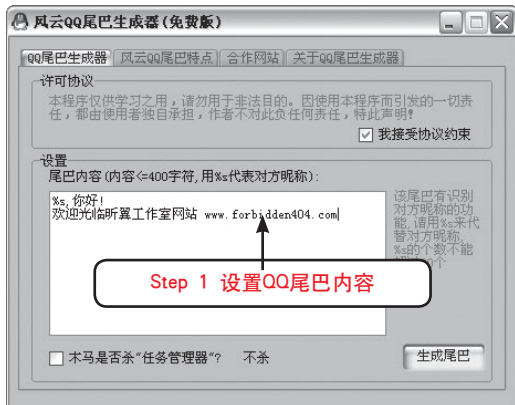 风云QQ尾巴生成器(免费版)
QQ尾巴生成器 风云QQ尾巴特点 合作网站 关于QQ尾巴生成器
许可协议
本程序仅供学习之用，请勿用于非法目的。因使用本程序而引发的一切责
任，都由使用者独自承担，作者不对此负任何责任，特此声明!
我接受协议约束
设置
尾巴内容(内容<=400字符,用%s代表对方昵称):
%s,你好!
欢迎光临昕翼工作室网站 www.forbidden404.com
该尾巴有识别
对方昵称的功
能,请用%s来代
替对方昵称,
%s的个数不能
Step 1 设置QQ尾巴内容
木马是否杀"任务管理器"? 不杀
生成尾巴